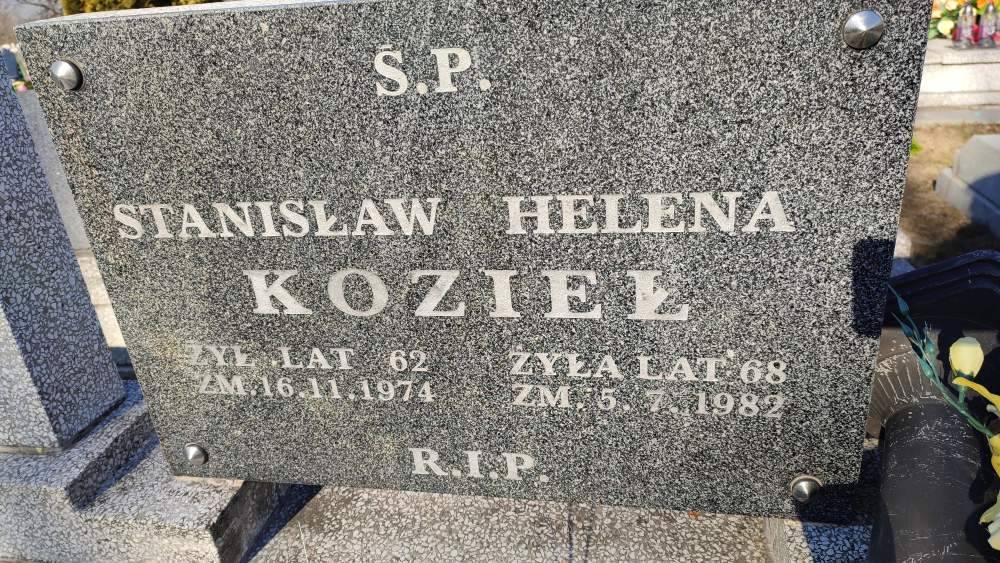 Ś.P.
STANISŁAW HELENA
KOZIEŁ
ŻYŁ LAT 62 ŻYŁA LAT 68
ZM. 16.11.1974 ZM. 5. 7. 1982
R.I.P.